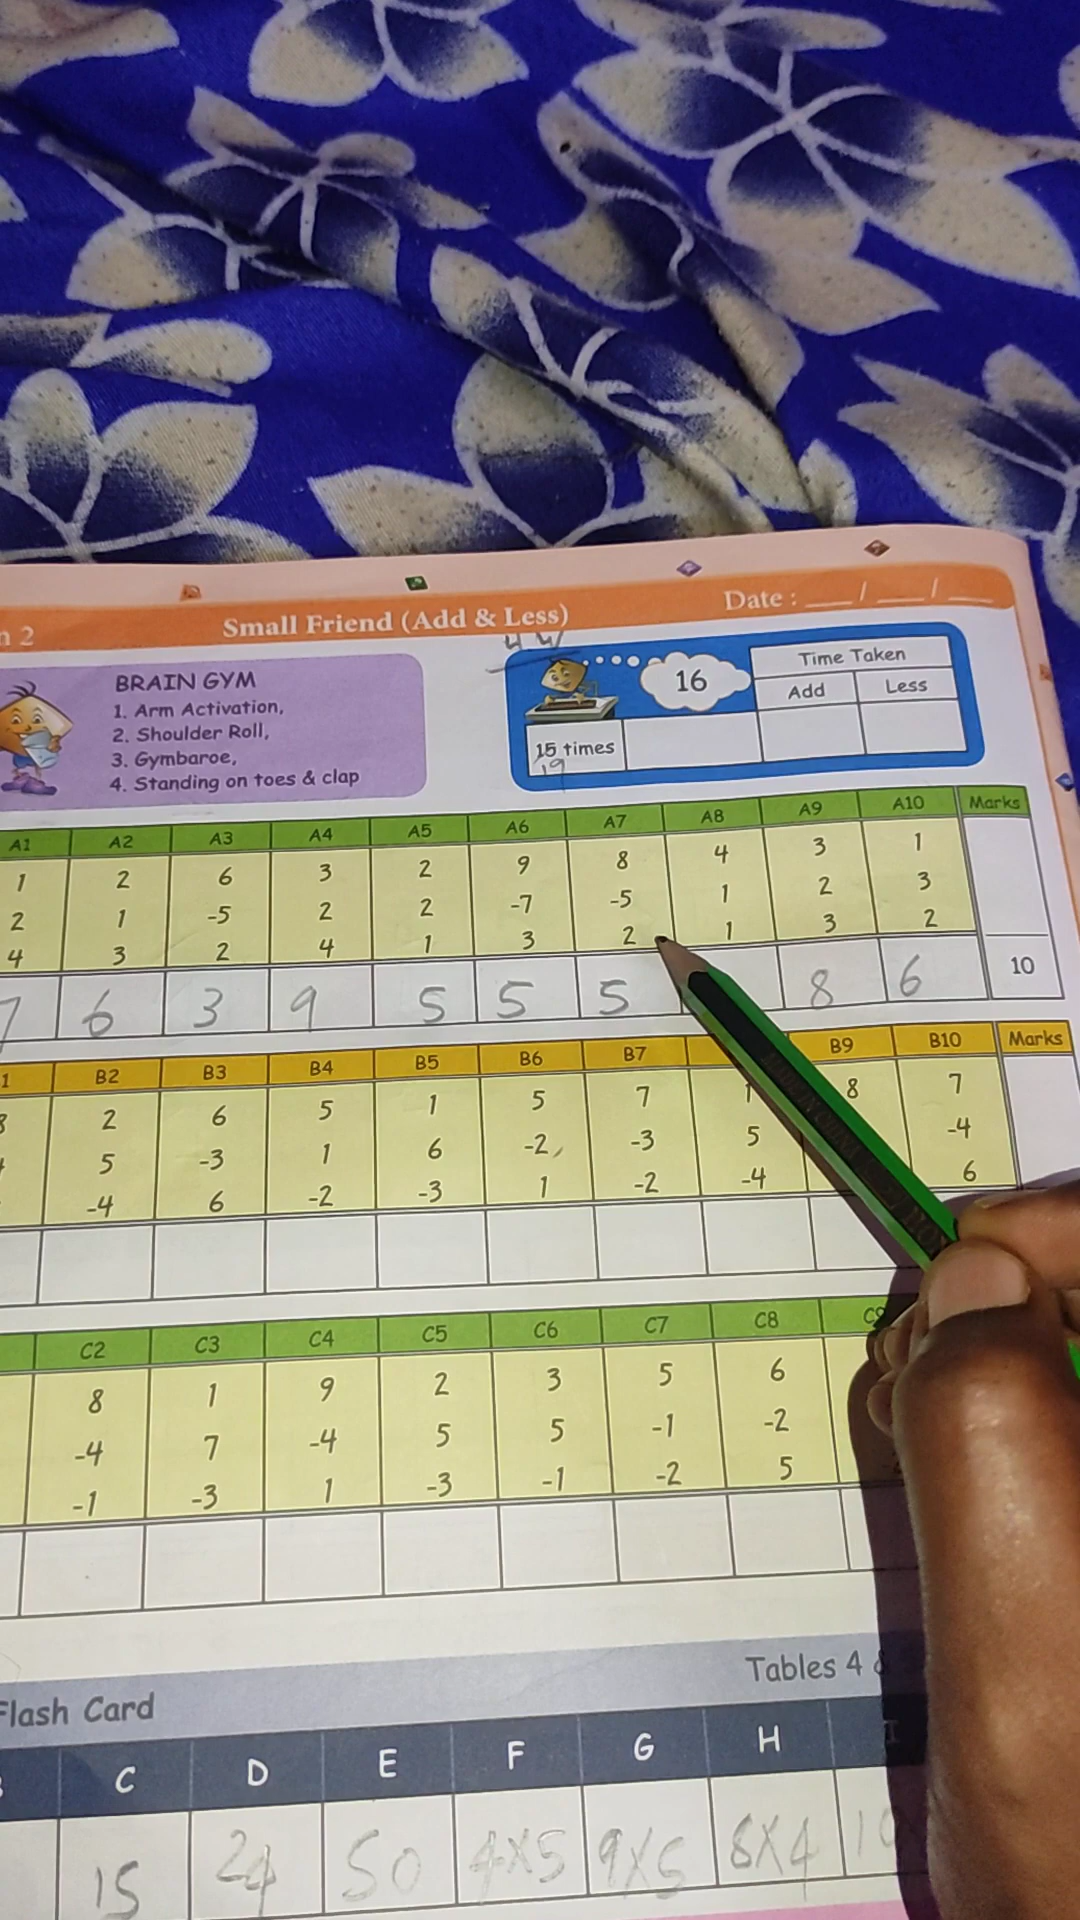 n 2 Small Friend (Add & Less) Date : ___ / ___ / ___
BRAIN GYM
1. Arm Activation,
2. Shoulder Roll,
3. Gymbaroe,
4. Standing on toes & clap
16
Time Taken
Add Less
15 times
19
A1 A2 A3 A4 A5 A6 A7 A8 A9 A10 Marks
1 2 6 3 2 9 8 4 3 1
2 1 -5 2 2 -7 -5 1 2 3
4 3 2 4 1 3 2 1 3 2
7 6 3 9 5 5 5 8 6 10
1 B2 B3 B4 B5 B6 B7 B9 B10 Marks
2 6 5 1 5 7 1 8 7
5 -3 1 6 -2 -3 5 -4
-4 6 -2 -3 1 -2 -4 6
C2 C3 C4 C5 C6 C7 C8 C9
8 1 9 2 3 5 6
-4 7 -4 5 5 -1 -2
-1 -3 1 -3 -1 -2 5
Flash Card Tables 4
C D E F G H I
15 24 50 4X5 9X5 8X4 10